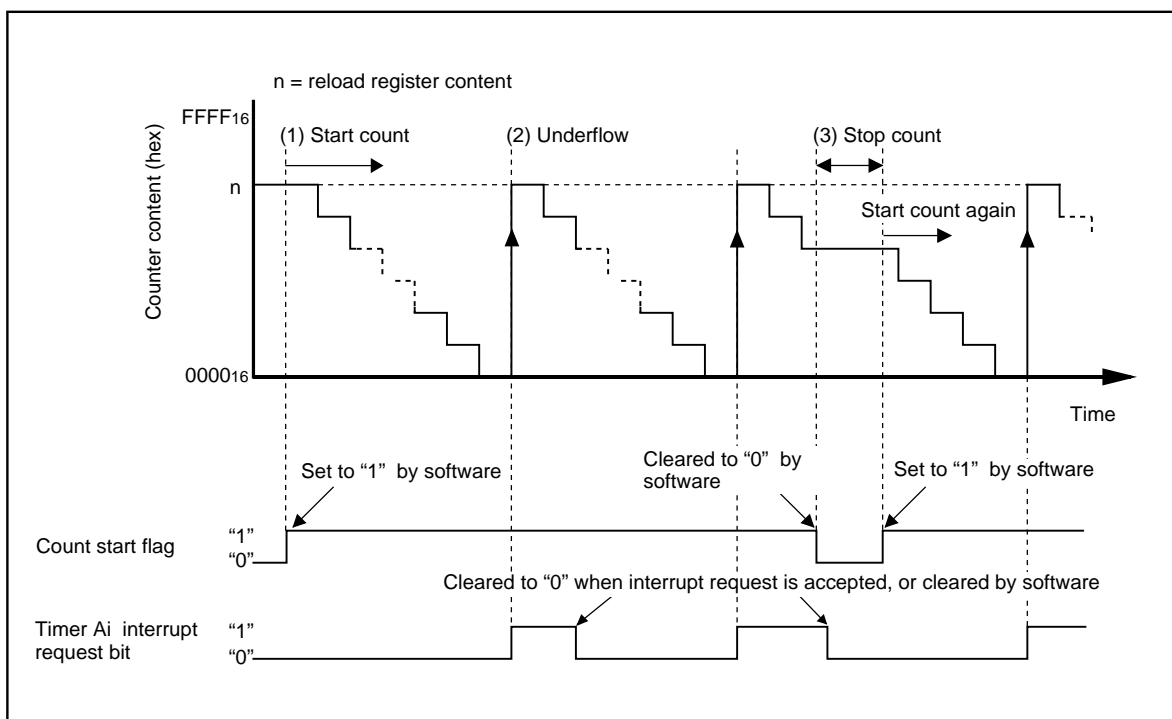 n = reload register content
FFFF16
(1) Start count
(2) Underflow
(3) Stop count
Counter content (hex)
n
Start count again
000016
Time
Set to “1” by software
Cleared to “0” by
software
Set to “1” by software
Count start flag
“1”
“0”
Cleared to “0” when interrupt request is accepted, or cleared by software
Timer Ai interrupt
request bit
“1”
“0”